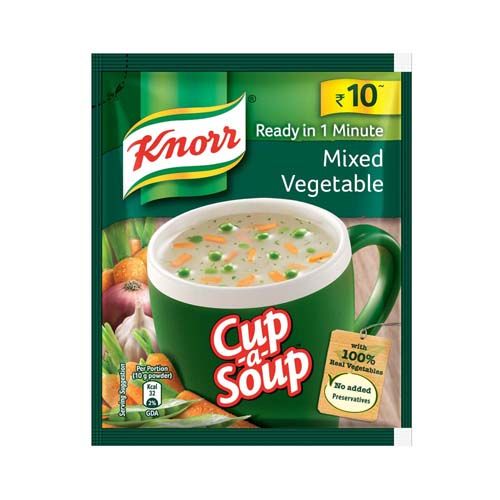 ₹10~
Knorr®
Ready in 1 Minute
Mixed
Vegetable
Cup
-a-
Soup
with
100%
Real Vegetables
No added
Preservatives
Per Portion
(10 g powder)
Kcal
32
2%
GDA
Serving Suggestion